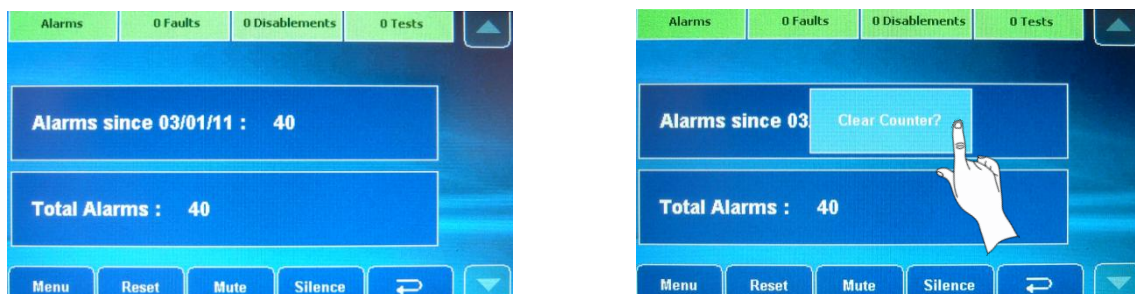 Alarms 0 Faults 0 Disablements 0 Tests
Alarms since 03/01/11 : 40
Total Alarms : 40
Menu Reset Mute Silence
Alarms 0 Faults 0 Disablements 0 Tests
Alarms since 03 Clear Counter?
Total Alarms : 40
Menu Reset Mute Silence